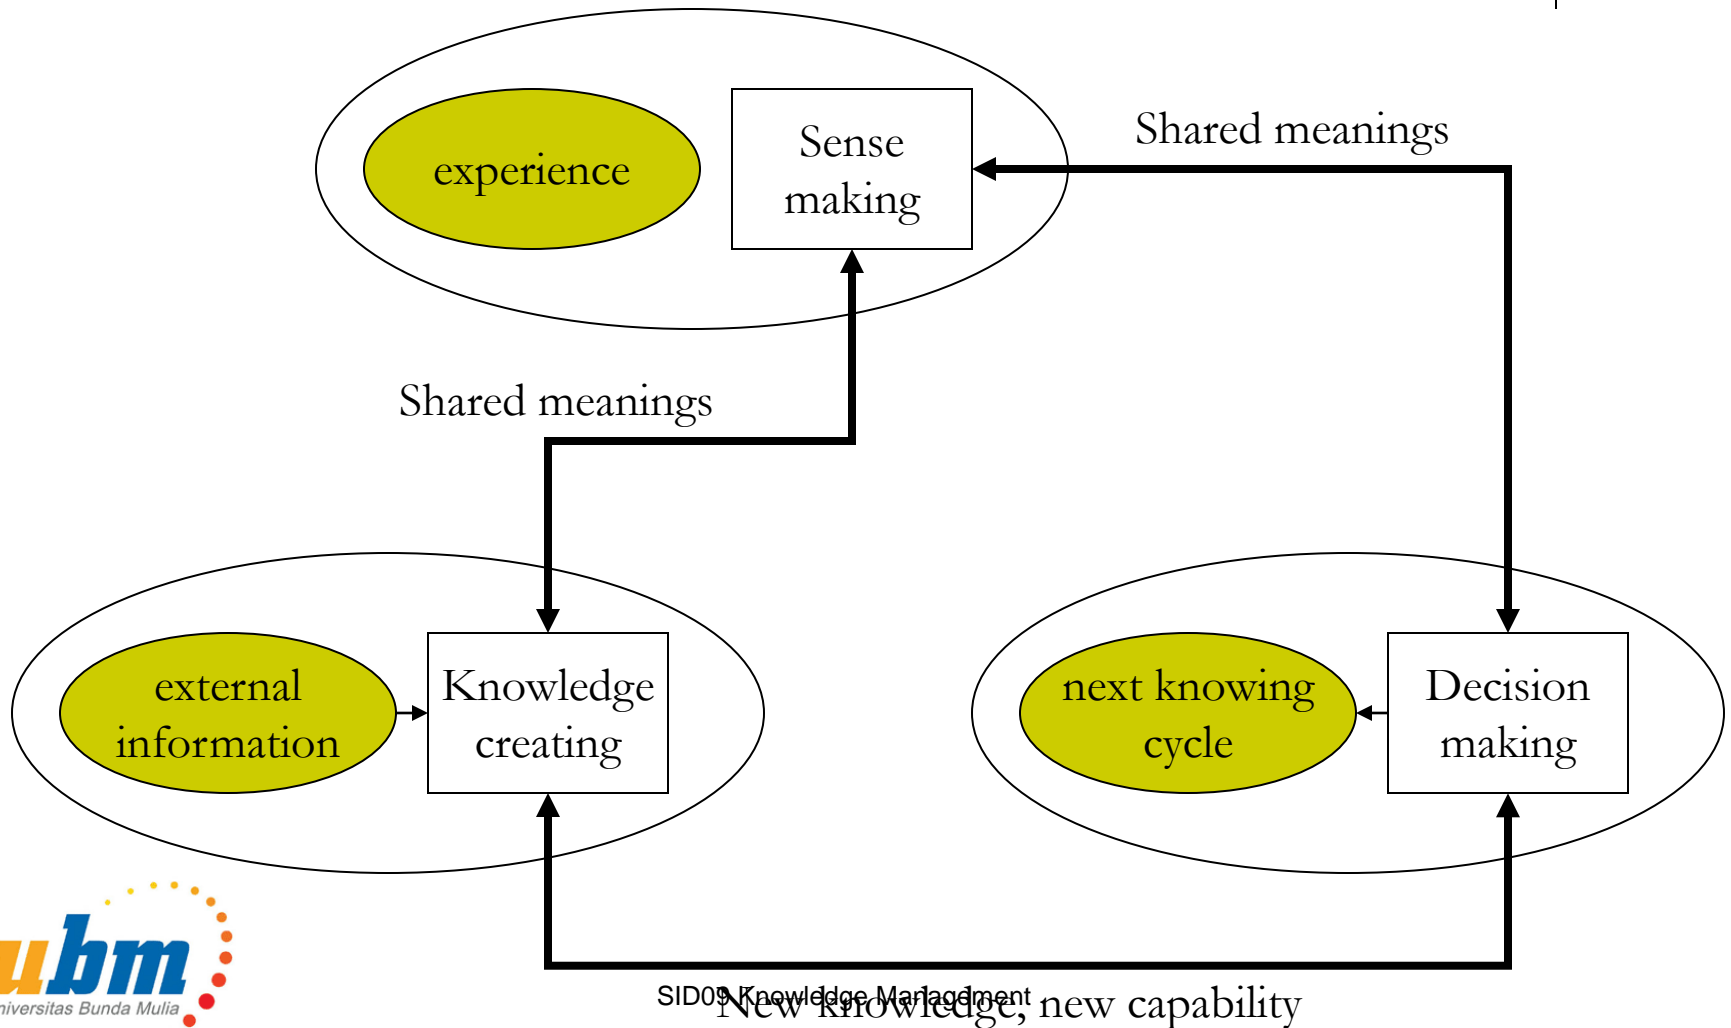 Shared meanings
Sense
making
experience
Shared meanings
external
information
Knowledge
creating
next knowing
cycle
Decision
making
ubm
niversitas Bunda Mulia
SID09 Knowledge Management
New knowledge, new capability